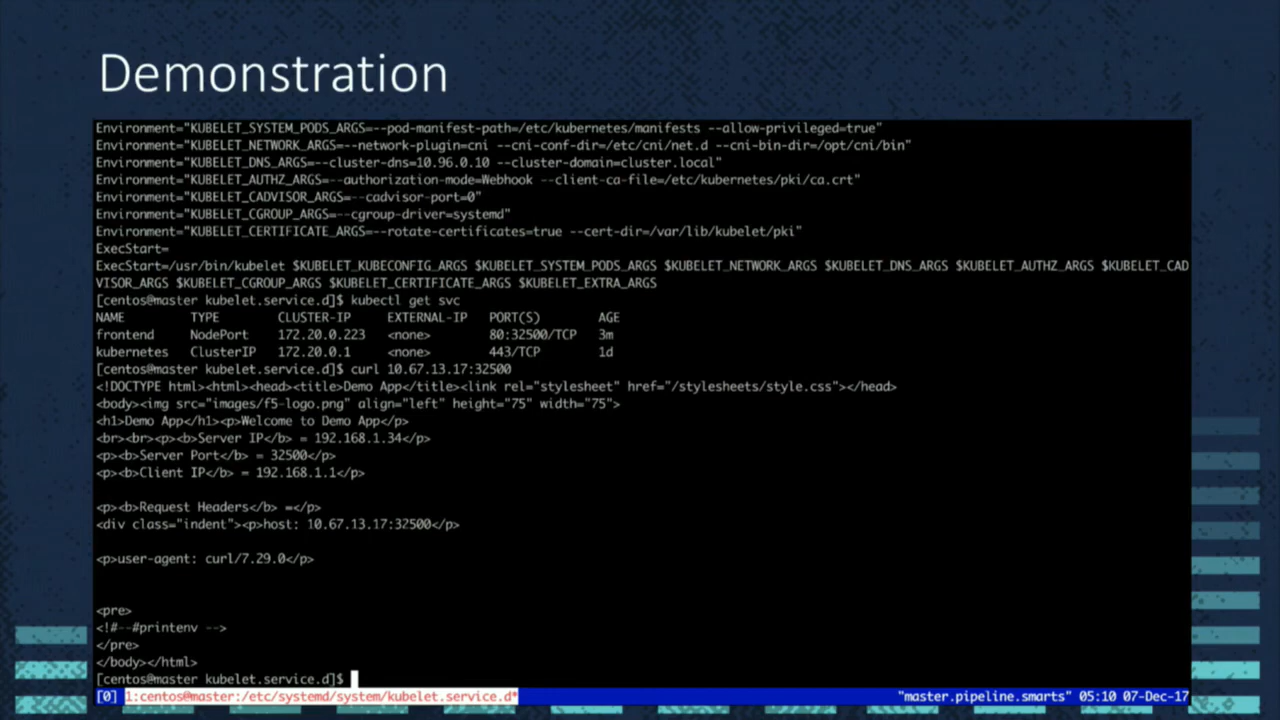 Demonstration
Environment="KUBELET_SYSTEM_PODS_ARGS=--pod-manifest-path=/etc/kubernetes/manifests --allow-privileged=true"
Environment="KUBELET_NETWORK_ARGS=--network-plugin=cni --cni-conf-dir=/etc/cni/net.d --cni-bin-dir=/opt/cni/bin"
Environment="KUBELET_DNS_ARGS=--cluster-dns=10.96.0.10 --cluster-domain=cluster.local"
Environment="KUBELET_AUTHZ_ARGS=--authorization-mode=Webhook --client-ca-file=/etc/kubernetes/pki/ca.crt"
Environment="KUBELET_CADVISOR_ARGS=--cadvisor-port=0"
Environment="KUBELET_CGROUP_ARGS=--cgroup-driver=systemd"
Environment="KUBELET_CERTIFICATE_ARGS=--rotate-certificates=true --cert-dir=/var/lib/kubelet/pki"
ExecStart=
ExecStart=/usr/bin/kubelet $KUBELET_KUBECONFIG_ARGS $KUBELET_SYSTEM_PODS_ARGS $KUBELET_NETWORK_ARGS $KUBELET_DNS_ARGS $KUBELET_AUTHZ_ARGS $KUBELET_CAD
VISOR_ARGS $KUBELET_CGROUP_ARGS $KUBELET_CERTIFICATE_ARGS $KUBELET_EXTRA_ARGS
[centos@master kubelet.service.d]$ kubectl get svc
NAME TYPE CLUSTER-IP EXTERNAL-IP PORT(S) AGE
frontend NodePort 172.20.0.223 <none> 80:32500/TCP 3m
kubernetes ClusterIP 172.20.0.1 <none> 443/TCP 1d
[centos@master kubelet.service.d]$ curl 10.67.13.17:32500
<!DOCTYPE html><html><head><title>Demo App</title><link rel="stylesheet" href="/stylesheets/style.css"></head>
<body><img src="images/f5-logo.png" align="left" height="75" width="75">
<h1>Demo App</h1><p>Welcome to Demo App</p>
<br><br><p><b>Server IP</b> = 192.168.1.34</p>
<p><b>Server Port</b> = 32500</p>
<p><b>Client IP</b> = 192.168.1.1</p>
<p><b>Request Headers</b> =</p>
<div class="indent"><p>host: 10.67.13.17:32500</p>
<p>user-agent: curl/7.29.0</p>
<pre>
<!#--#printenv -->
</pre>
</body></html>
[centos@master kubelet.service.d]$
[0] 1:centos@master:/etc/systemd/system/kubelet.service.d* "master.pipeline.smarts" 05:10 07-Dec-17